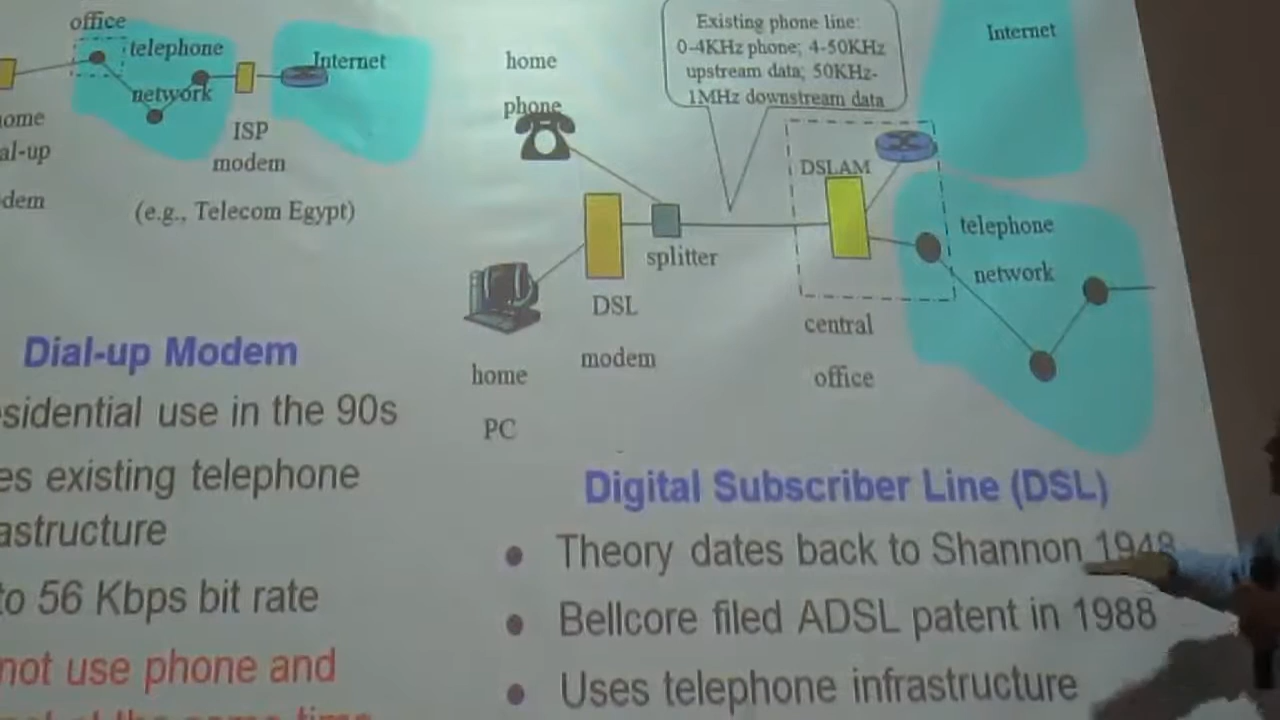 office
telephone
network
Internet
ome
al-up
dem
ISP
modem
(e.g., Telecom Egypt)
Dial-up Modem
sidential use in the 90s
es existing telephone
astructure
to 56 Kbps bit rate
not use phone and
home
phone
Existing phone line:
0-4KHz phone; 4-50KHz
upstream data; 50KHz-
1MHz downstream data
Internet
DSLAM
telephone
network
splitter
DSL
modem
central
office
home
PC
Digital Subscriber Line (DSL)
• Theory dates back to Shannon 1948
• Bellcore filed ADSL patent in 1988
• Uses telephone infrastructure